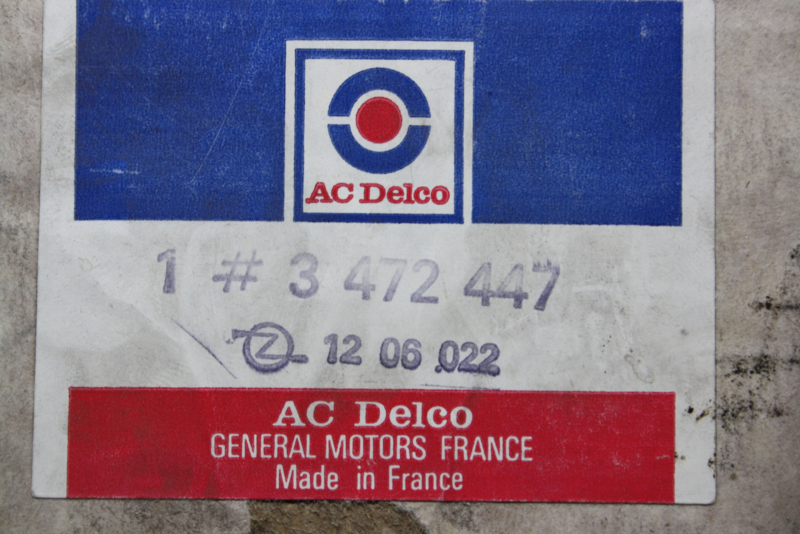 AC Delco
1 # 3 472 447
12 06 022
AC Delco
GENERAL MOTORS FRANCE
Made in France